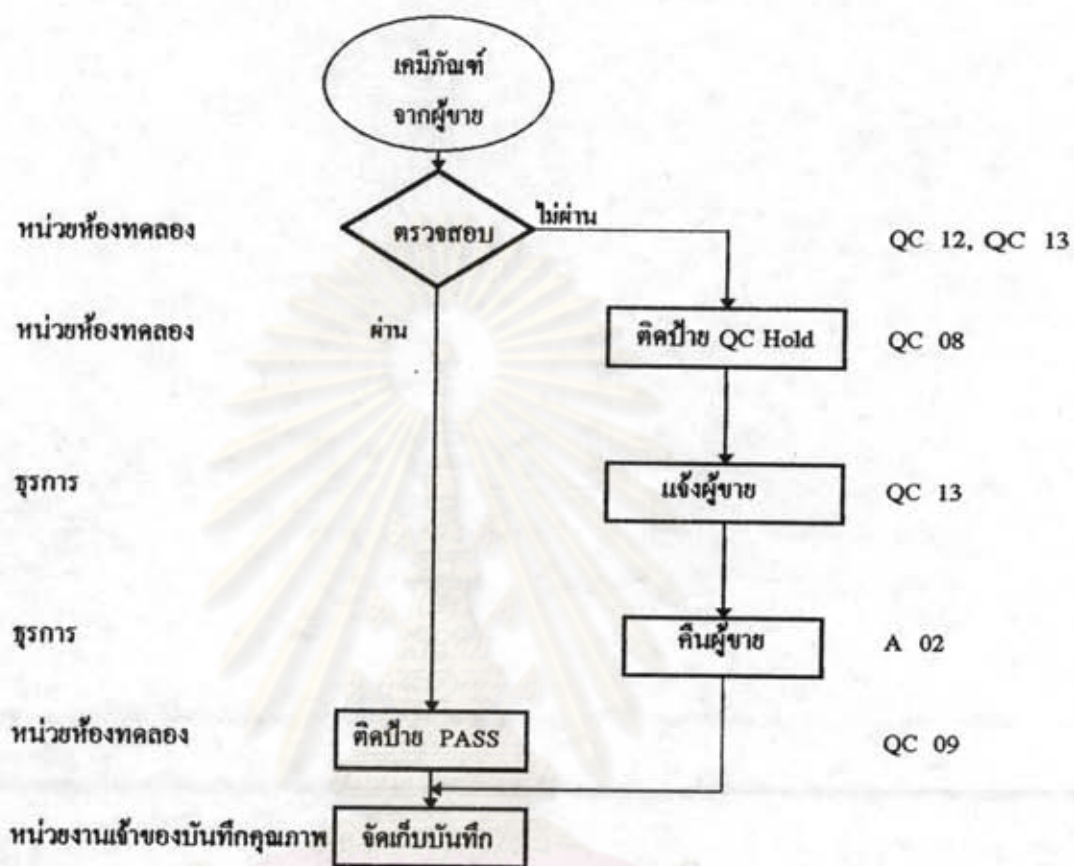 เคมีภัณฑ์
จากผู้ขาย
หน่วยห้องทดลอง
ตรวจสอบ
ไม่ผ่าน
QC 12, QC 13
หน่วยห้องทดลอง
ผ่าน
ติดป้าย QC Hold
QC 08
ธุรการ
แจ้งผู้ขาย
QC 13
ธุรการ
คืนผู้ขาย
A 02
หน่วยห้องทดลอง
ติดป้าย PASS
QC 09
หน่วยงานเจ้าของบันทึกคุณภาพ
จัดเก็บบันทึก